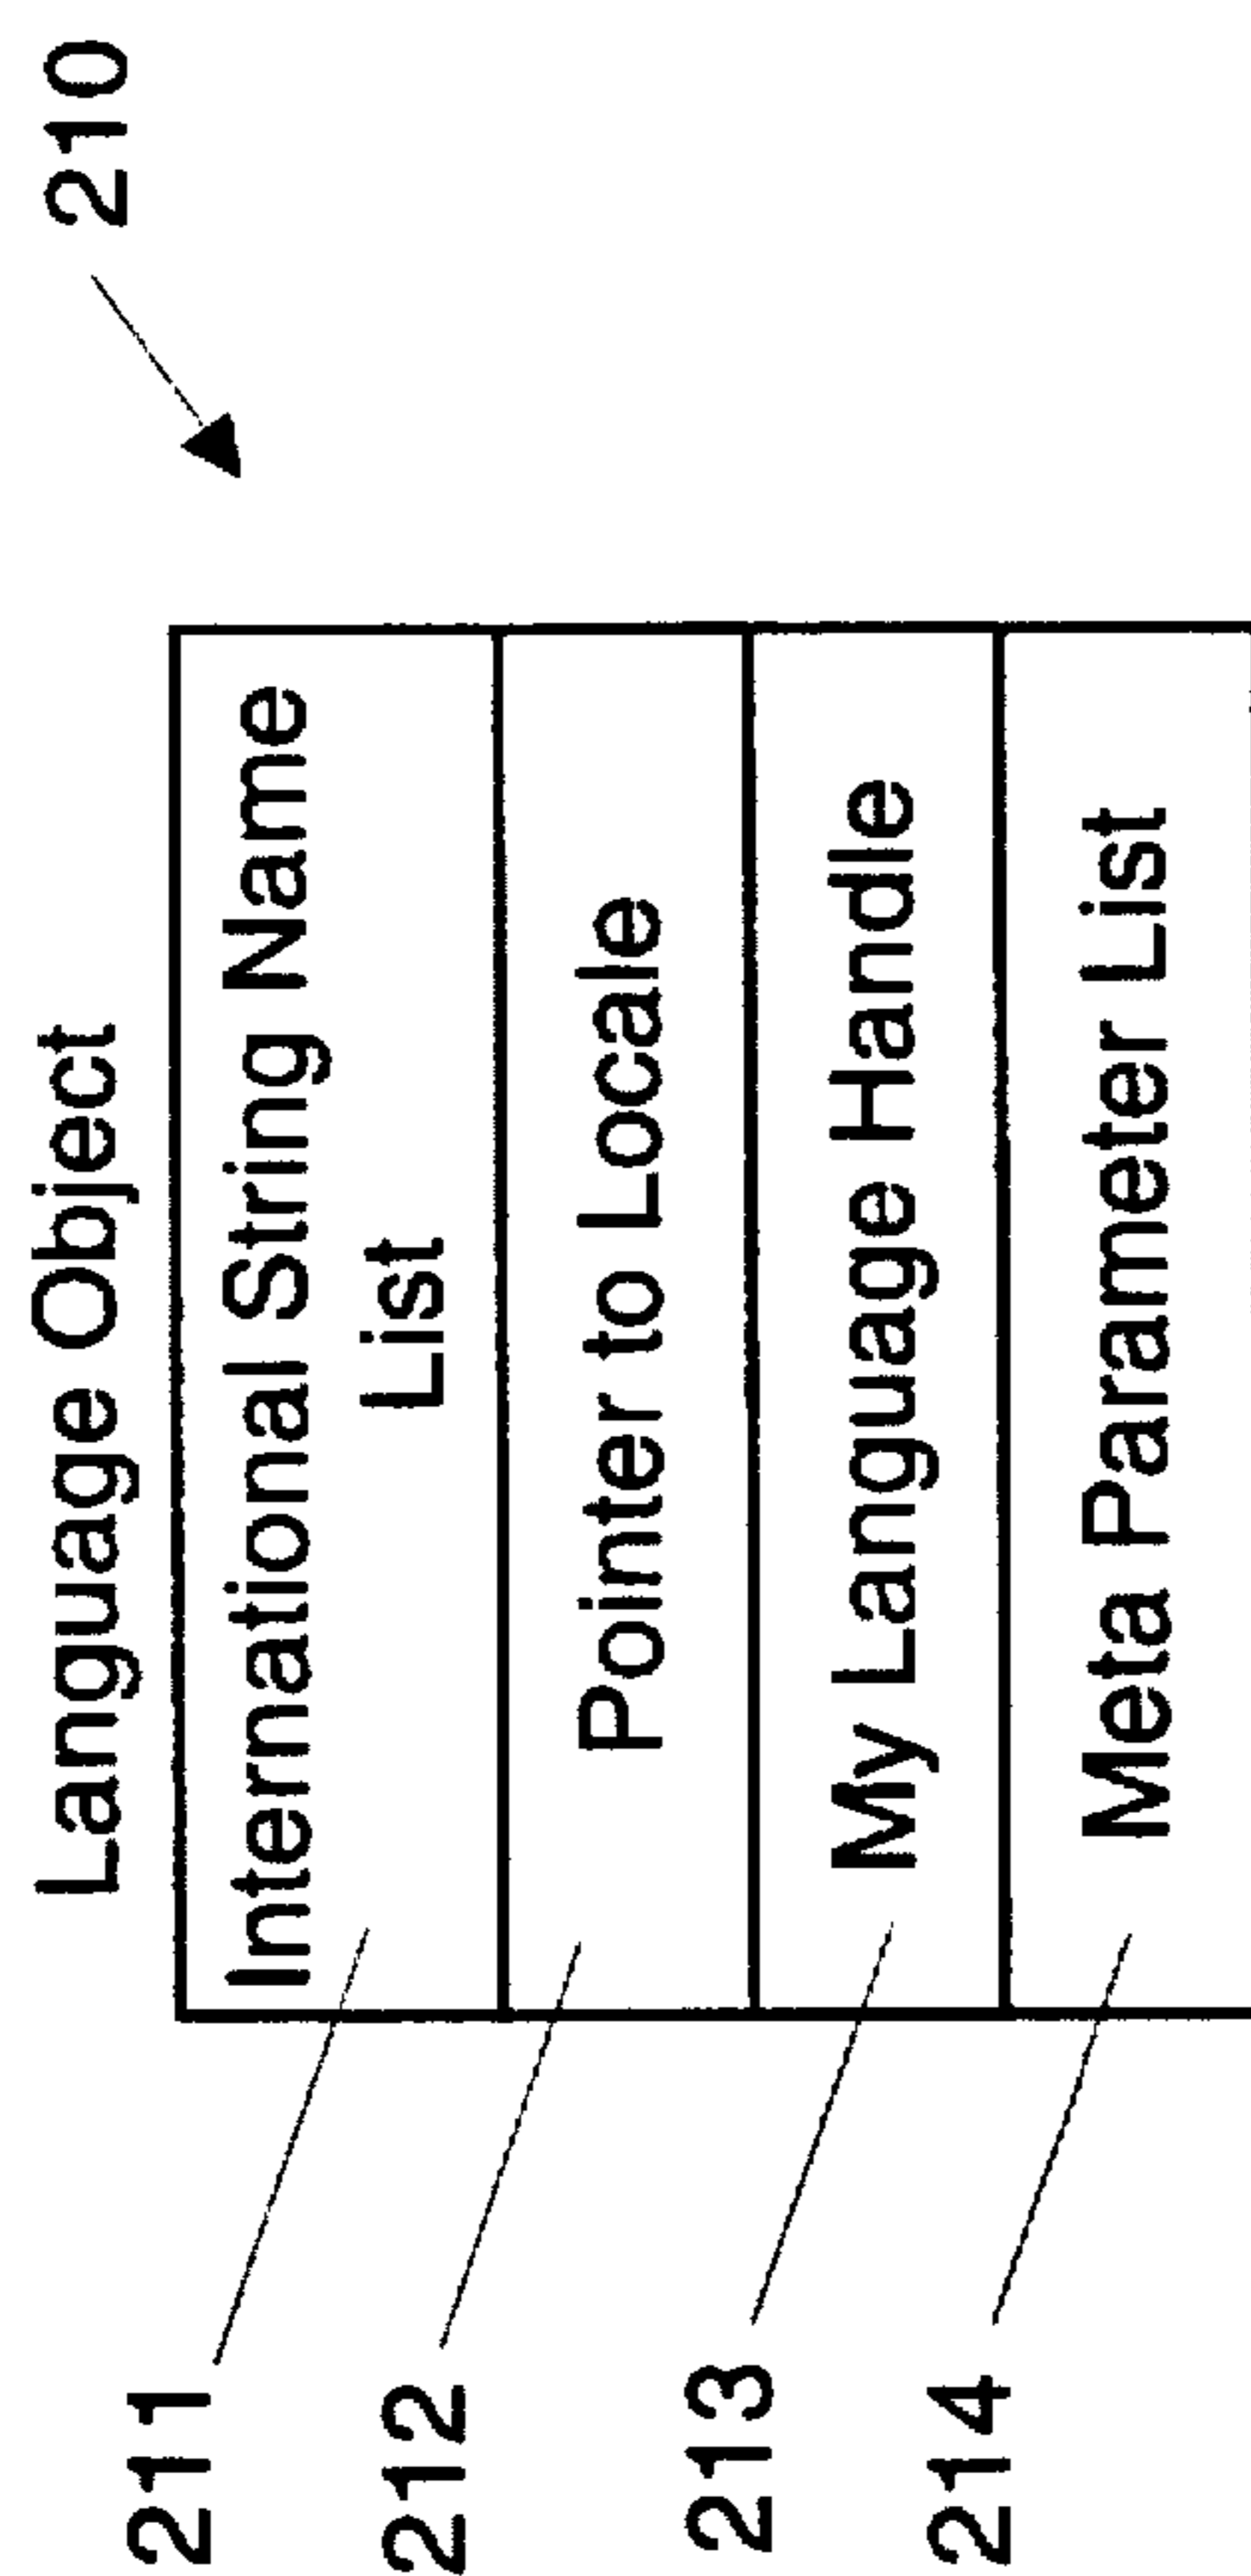 Language Object
210
211
International String Name
List
212
Pointer to Locale
213
My Language Handle
214
Meta Parameter List